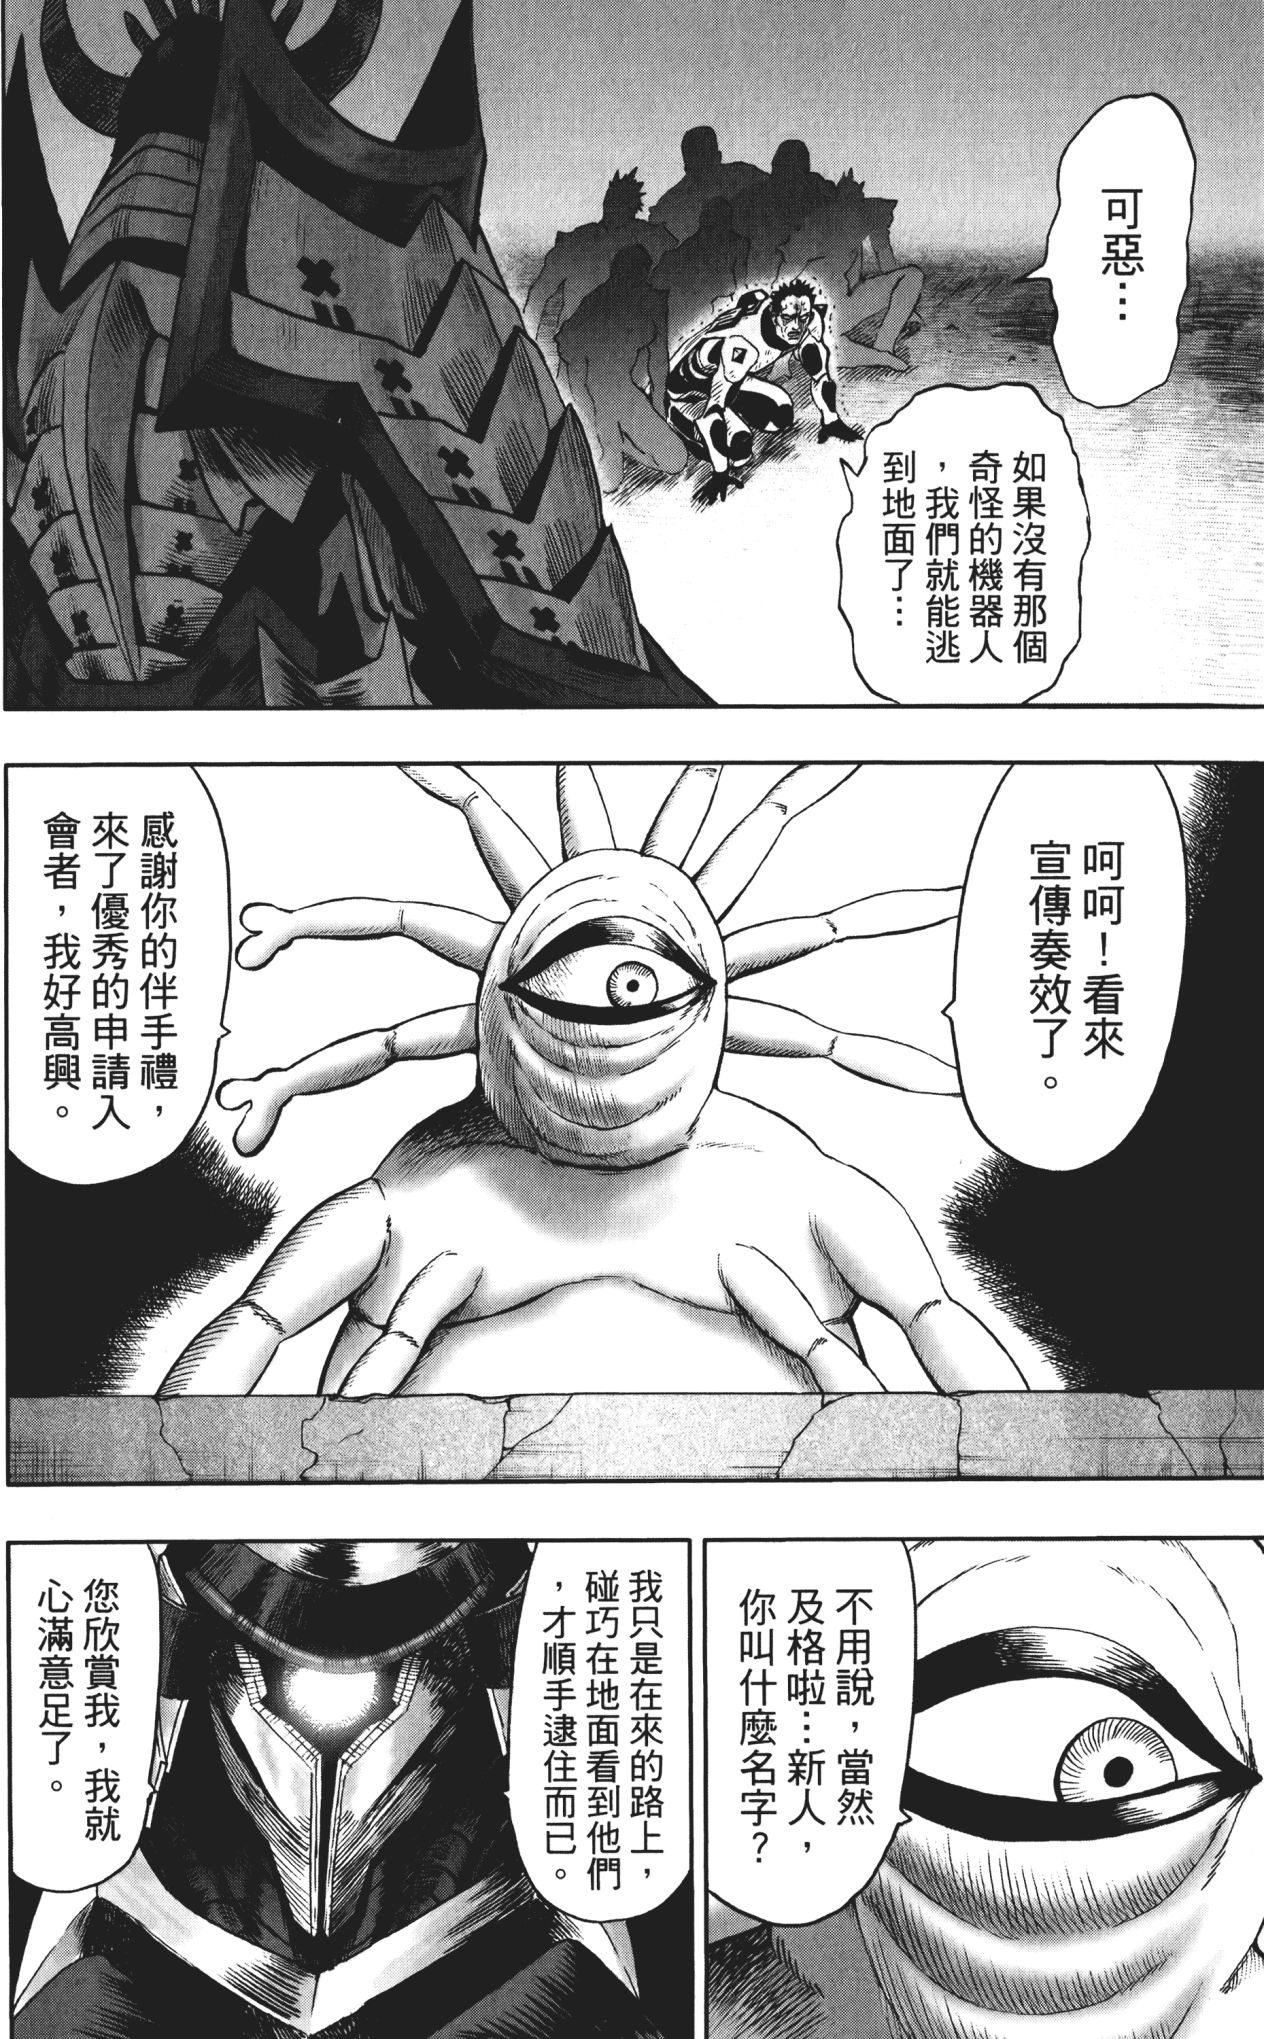 可惡…
如果沒有那個
奇怪的機器人
，我們就能逃
到地面了…
呵呵！看來
宣傳奏效了。
感謝你的伴手禮，
來了優秀的申請入
會者，我好高興。
不用說，當然
及格啦…新人，
你叫什麼名字？
我只是在來的路上，
碰巧在地面看到他們
，才順手逮住而已。
您欣賞我，我就
心滿意足了。